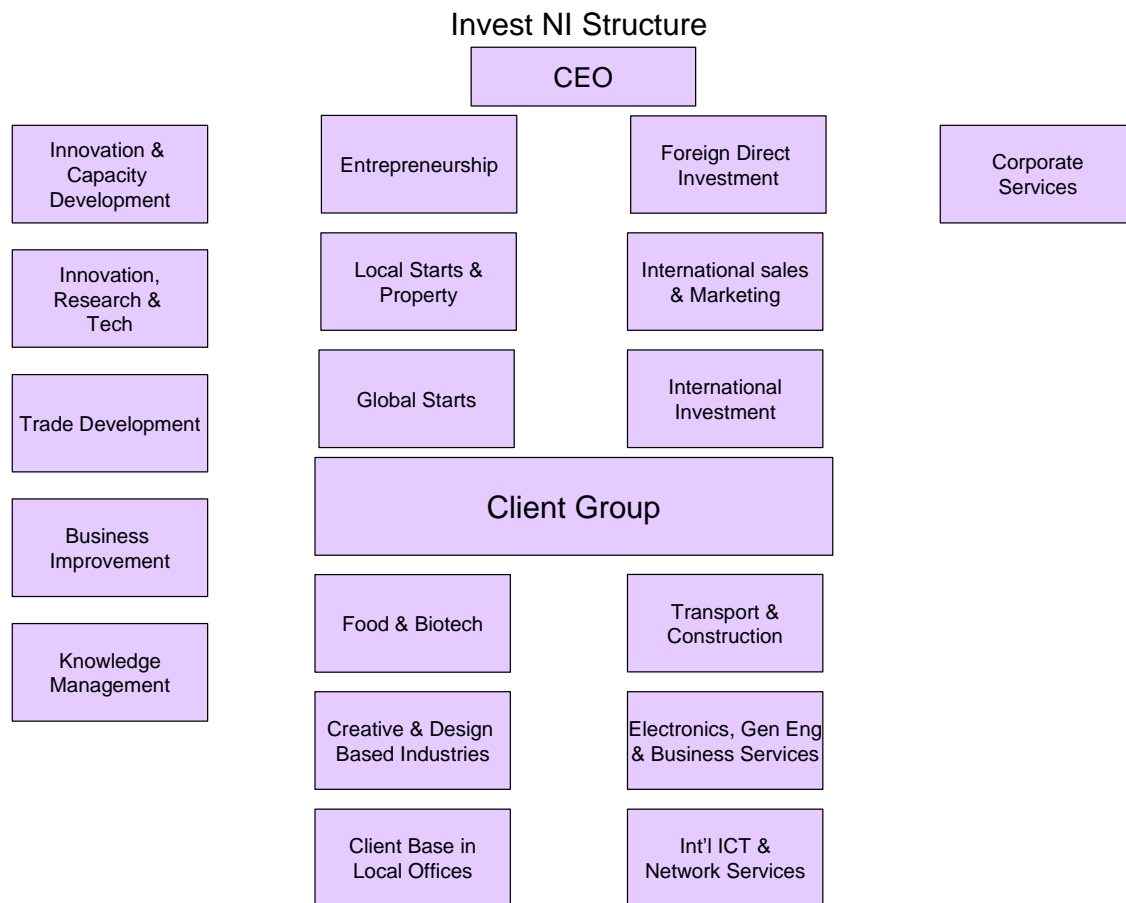 Invest NI Structure
CEO
Innovation &
Capacity
Development
Entrepreneurship
Foreign Direct
Investment
Corporate
Services
Innovation,
Research &
Tech
Local Starts &
Property
International sales
& Marketing
Trade Development
Global Starts
International
Investment
Client Group
Business
Improvement
Food & Biotech
Transport &
Construction
Knowledge
Management
Creative & Design
Based Industries
Electronics, Gen Eng
& Business Services
Client Base in
Local Offices
Int’l ICT &
Network Services